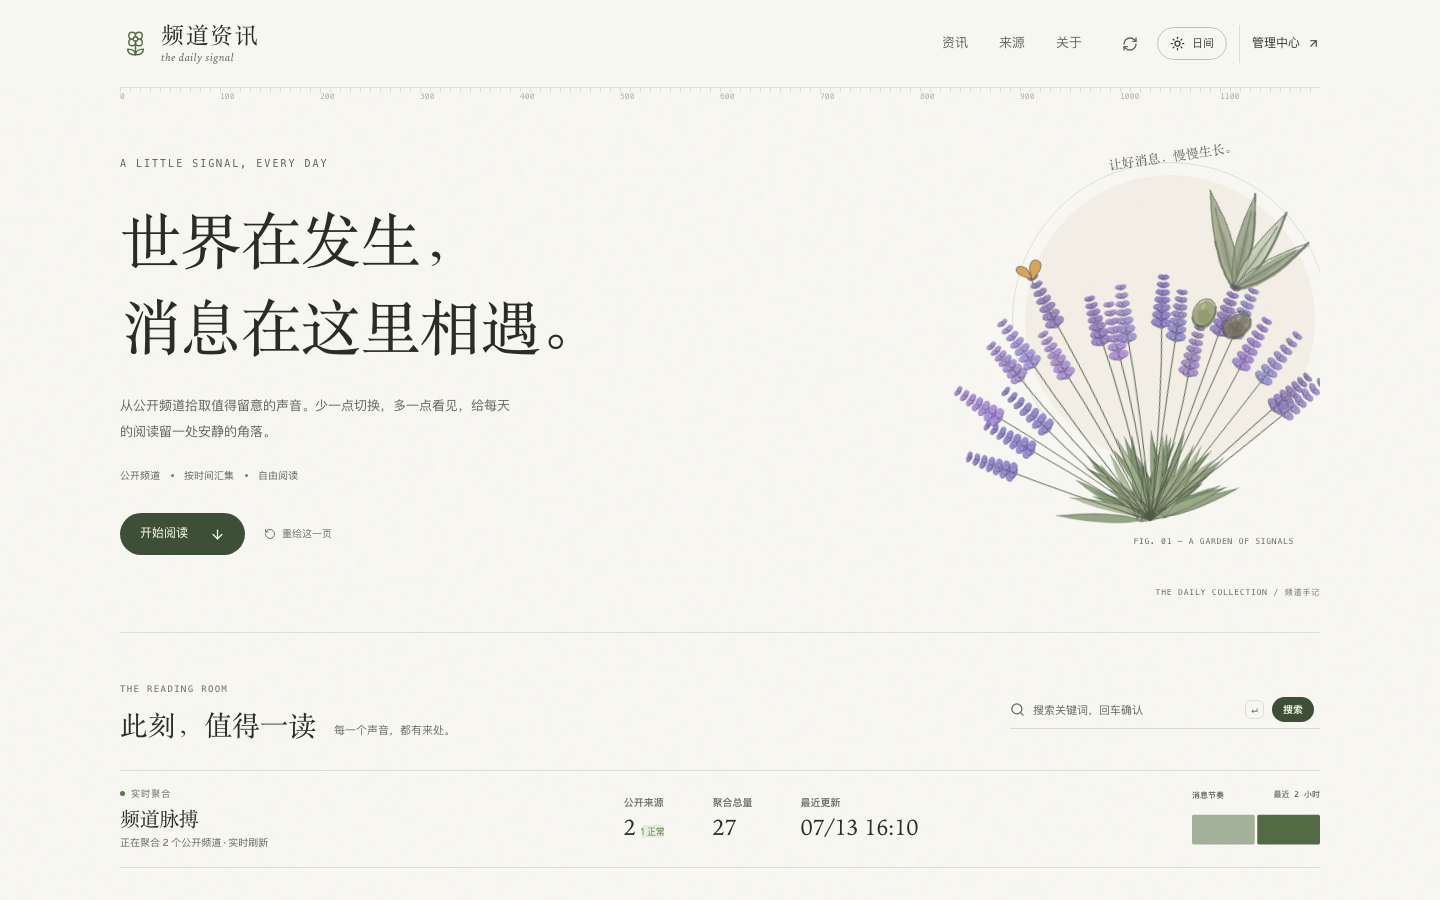 频道资讯
the daily signal
资讯
来源
关于
日间
管理中心
0 100 200 300 400 500 600 700 800 900 1000 1100
A LITTLE SIGNAL, EVERY DAY
世界在发生，
消息在这里相遇。
从公开频道拾取值得留意的声音。少一点切换，多一点看见，给每天
的阅读留一处安静的角落。
公开频道 • 按时间汇集 • 自由阅读
开始阅读
重绘这一页
让好消息，慢慢生长。
FIG. 01 — A GARDEN OF SIGNALS
THE DAILY COLLECTION / 频道手记
THE READING ROOM
此刻，值得一读
每一个声音，都有来处。
搜索关键词，回车确认
搜索
实时聚合
频道脉搏
正在聚合 2 个公开频道 · 实时刷新
公开来源
2 1 正常
聚合总量
27
最近更新
07/13 16:10
消息节奏
最近 2 小时